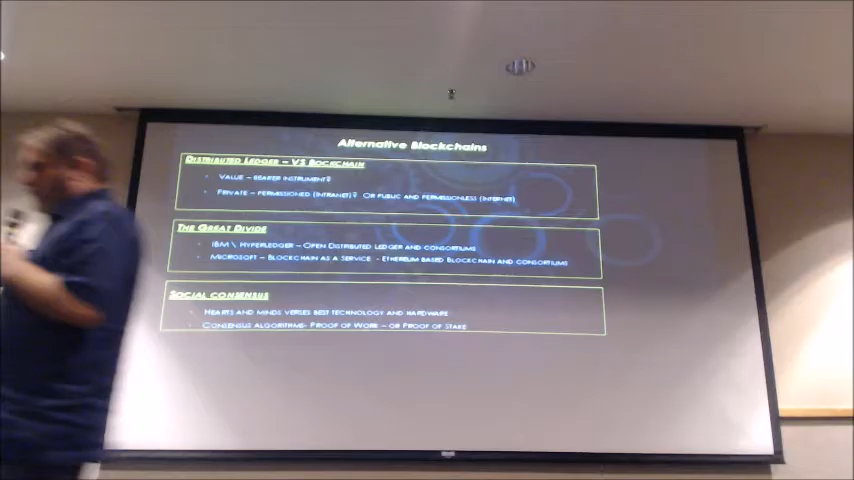 Alternative Blockchains
Distributed Ledger – VS Bockchain
Value – bearer instrument?
Private – permissioned (intranet)? Or public and permissionless (internet)
The Great Divide
IBM \ Hyperledger – Open Distributed Ledger and consortiums
Microsoft – Blockchain as a Service - Ethereum based Blockchain and consortiums
Social consensus
Hearts and minds verses best technology and hardware
Consensus algorithms- Proof of Work – or Proof of Stake